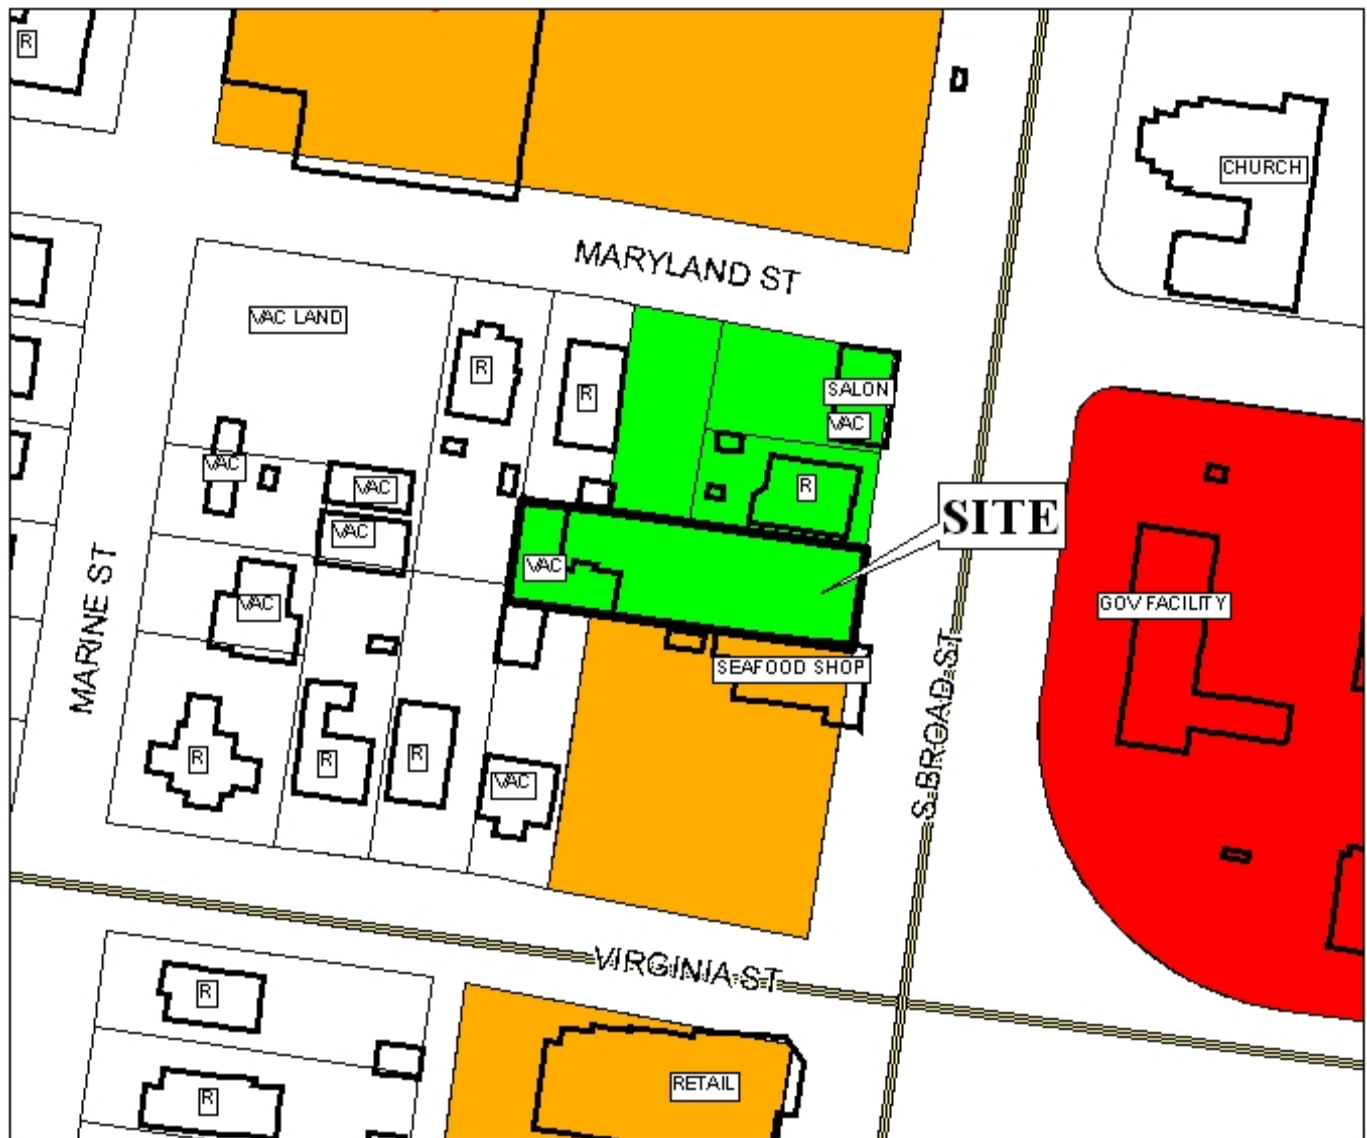 R
CHURCH
MARYLAND ST
VAC LAND
R
R
SALON
VAC
VAC
VAC
R
SITE
VAC
VAC
VAC
GOV FACILITY
MARINE ST
SEAFOOD SHOP
S BROAD ST
R
R
R
VAC
VIRGINIA ST
R
RETAIL
R